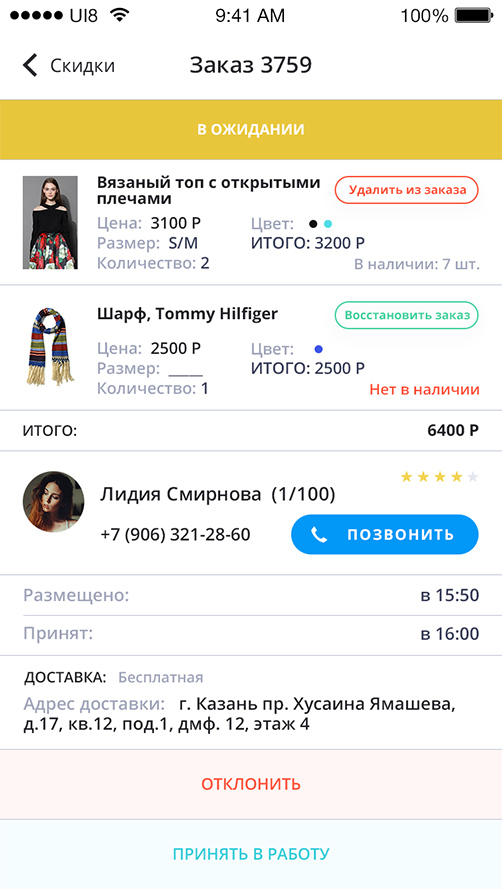 UI8 9:41 AM 100%
Скидки Заказ 3759
В ОЖИДАНИИ
Вязаный топ с открытыми
плечами
Удалить из заказа
Цена: 3100 Р Цвет:
Размер: S/M ИТОГО: 3200 Р
Количество: 2 В наличии: 7 шт.
Шарф, Tommy Hilfiger Восстановить заказ
Цена: 2500 Р Цвет:
Размер: _____ ИТОГО: 2500 Р
Количество: 1 Нет в наличии
ИТОГО: 6400 Р
Лидия Смирнова (1/100)
+7 (906) 321-28-60 ПОЗВОНИТЬ
Размещено: в 15:50
Принят: в 16:00
ДОСТАВКА: Бесплатная
Адрес доставки: г. Казань пр. Хусаина Ямашева,
д.17, кв.12, под.1, дмф. 12, этаж 4
ОТКЛОНИТЬ
ПРИНЯТЬ В РАБОТУ